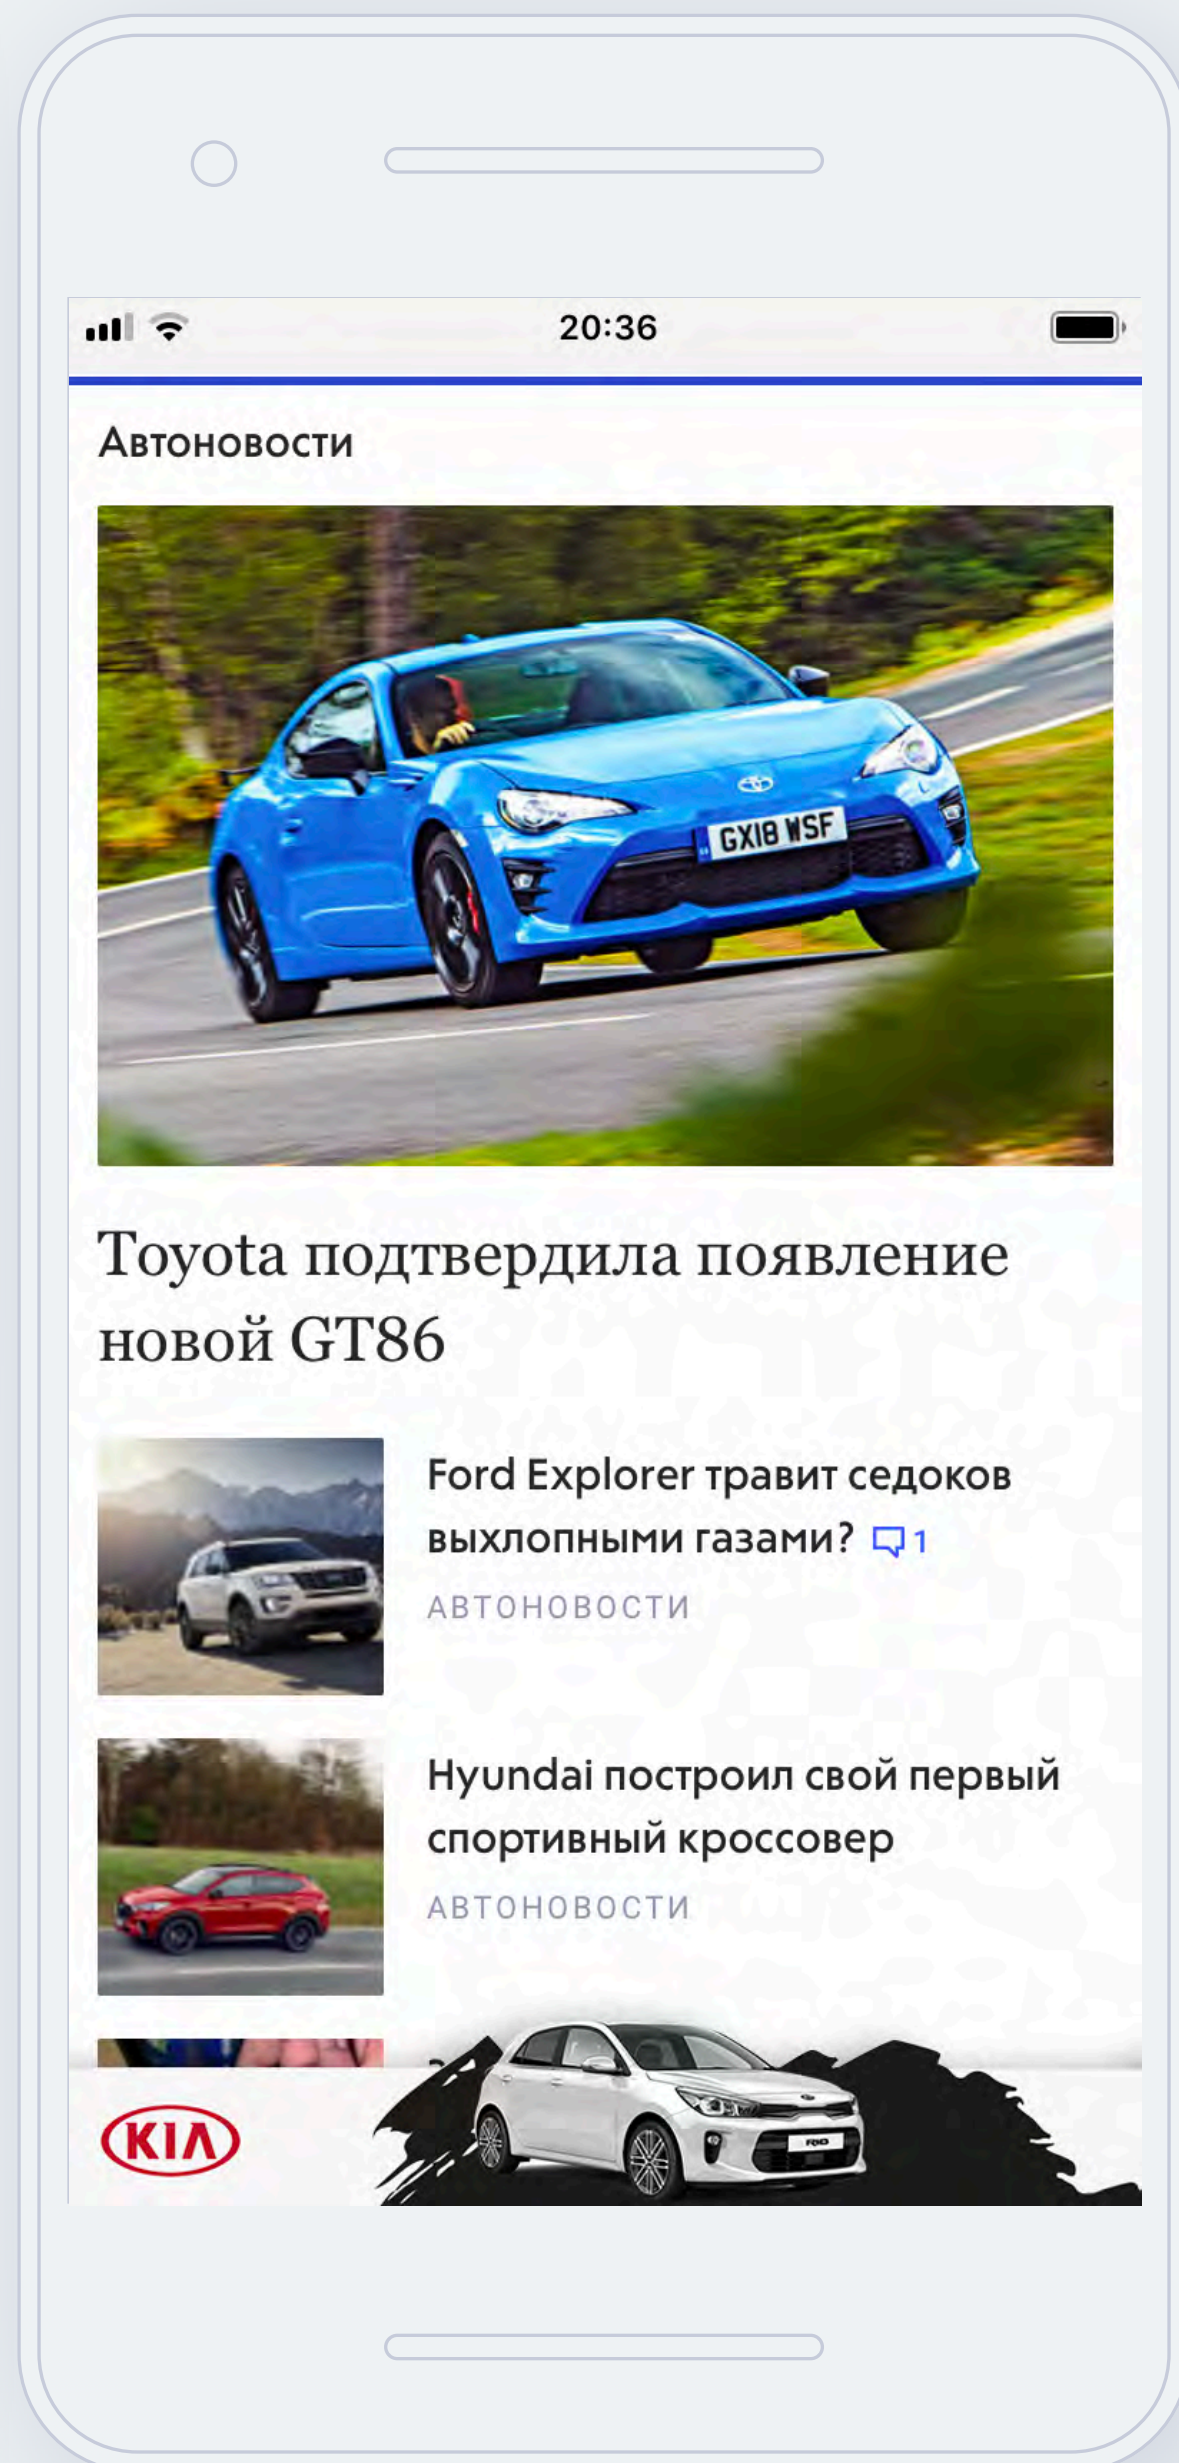 20:36
Автоновости
GX18 WSF
Toyota подтвердила появление
новой GT86
Ford Explorer травит седоков
выхлопными газами? 1
АВТОНОВОСТИ
Hyundai построил свой первый
спортивный кроссовер
АВТОНОВОСТИ
KIA
RIO